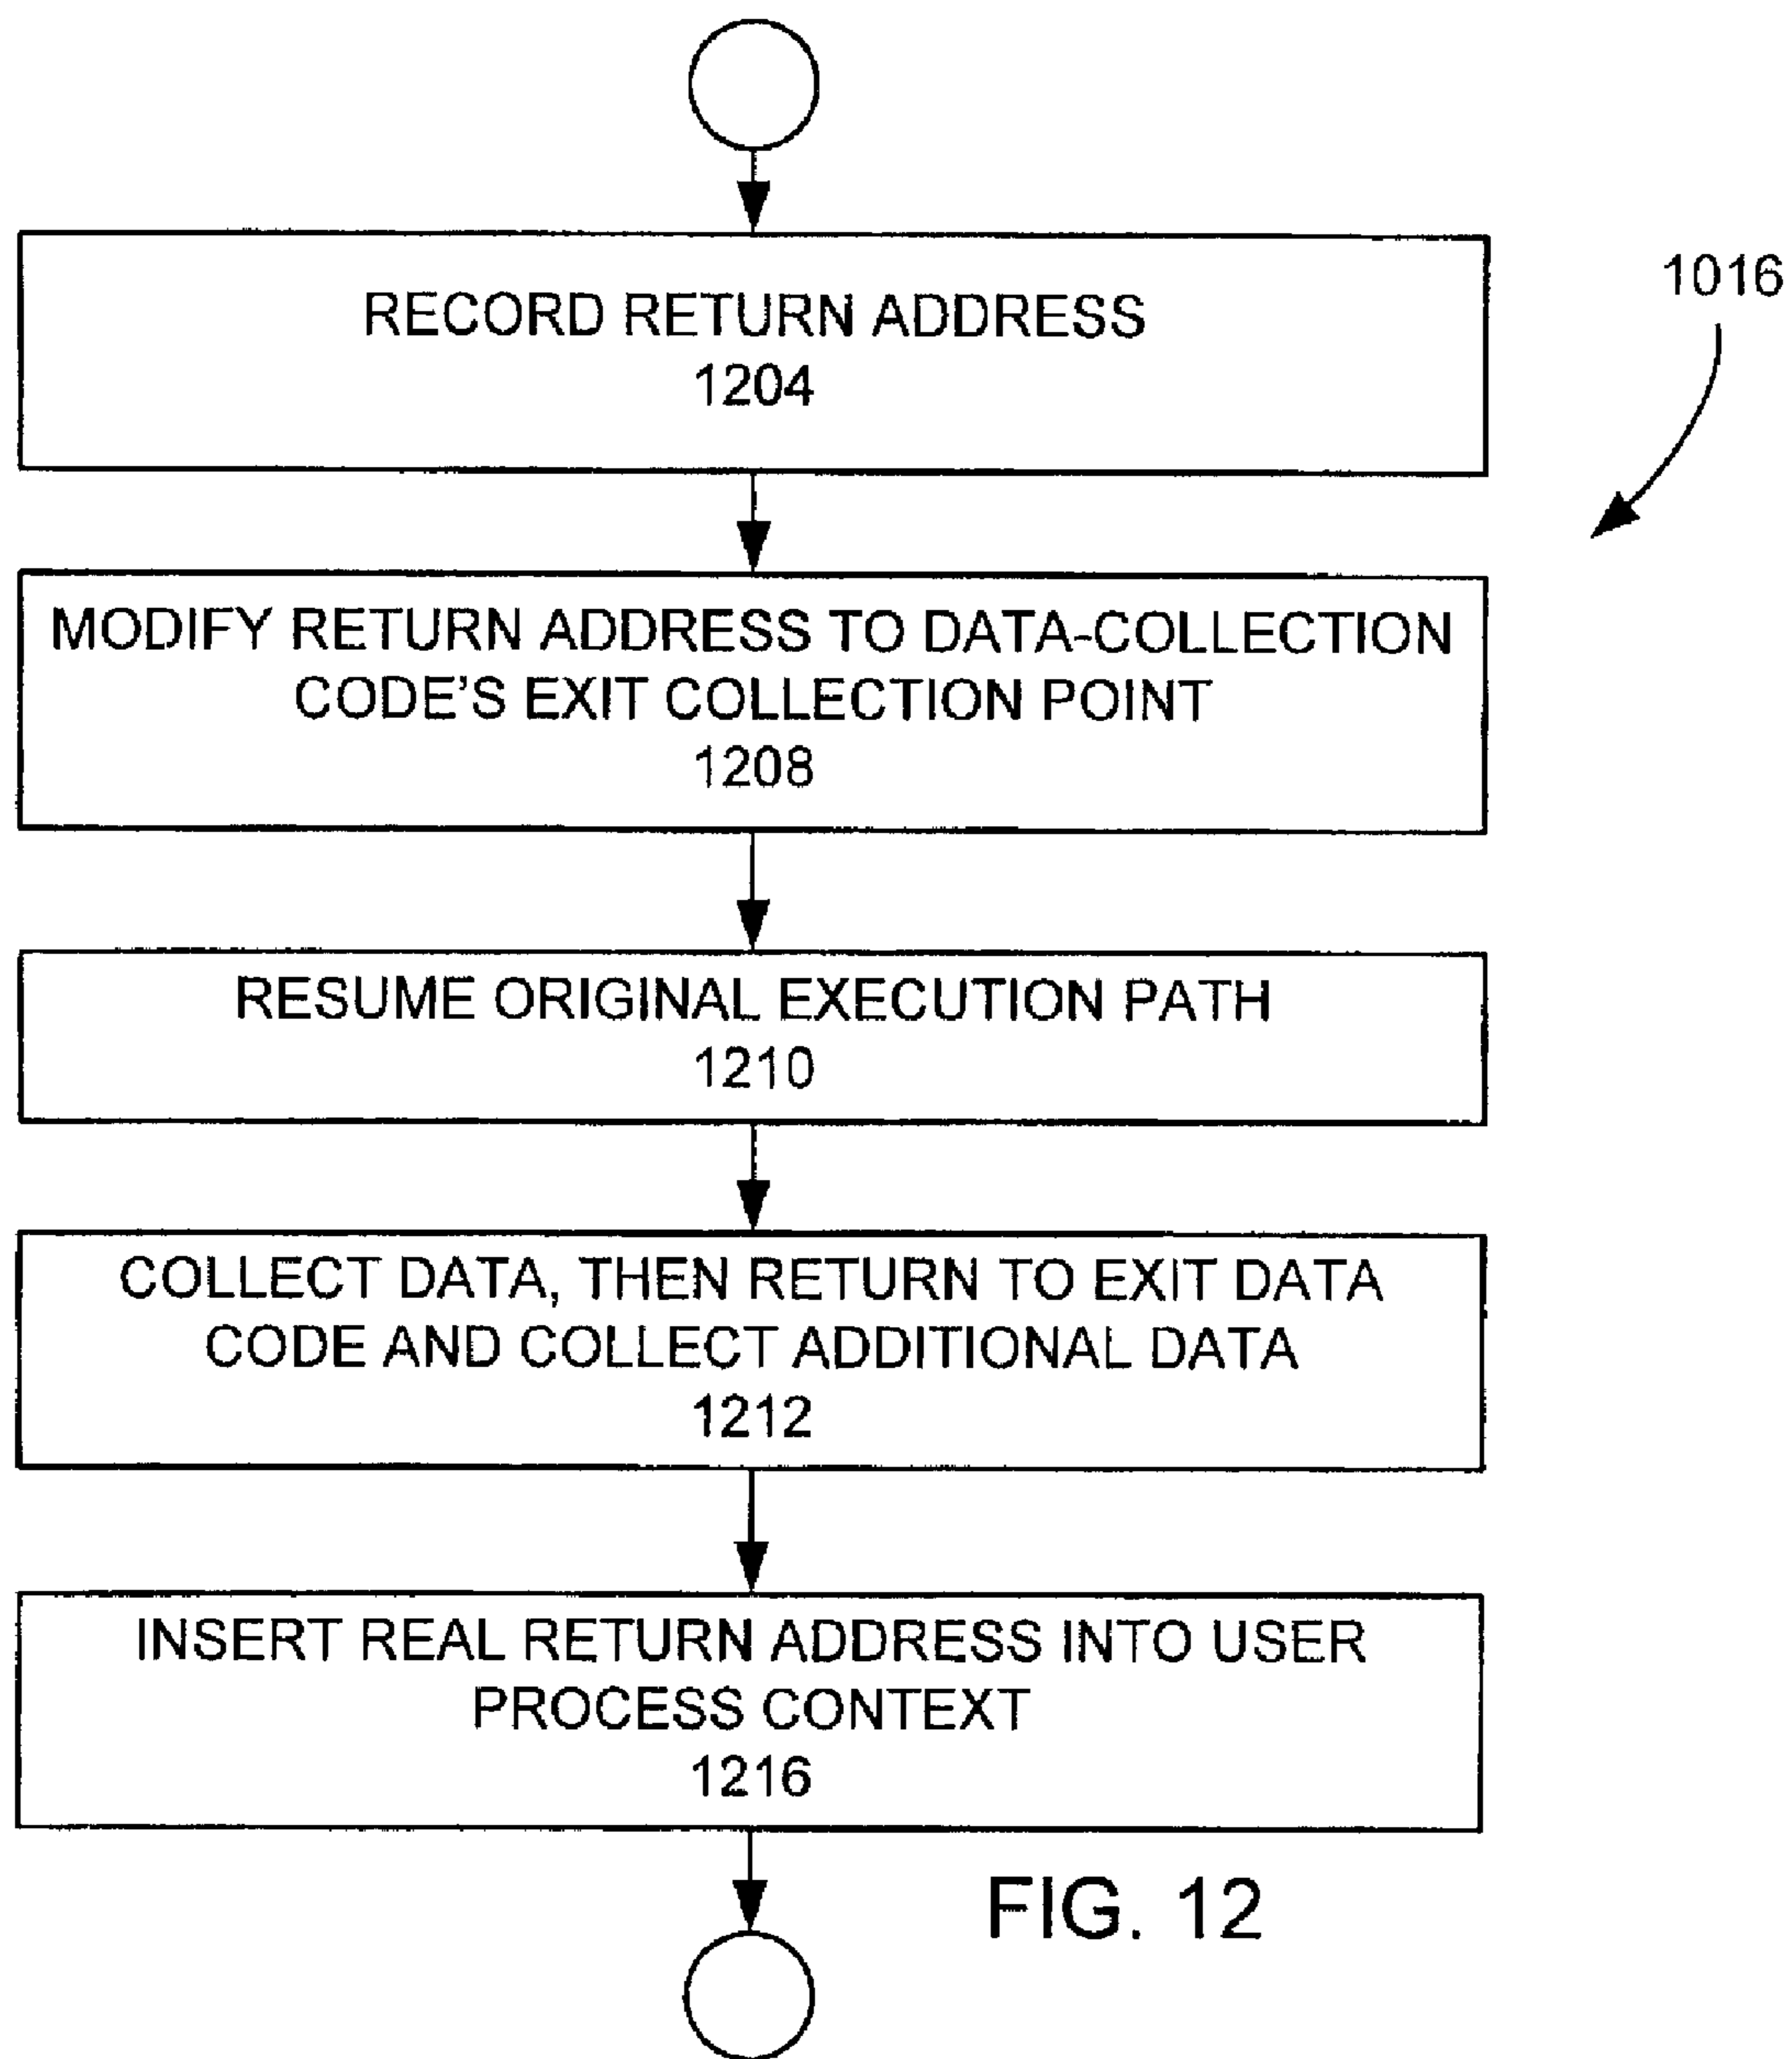 RECORD RETURN ADDRESS
1204
1016
MODIFY RETURN ADDRESS TO DATA-COLLECTION
CODE'S EXIT COLLECTION POINT
1208
RESUME ORIGINAL EXECUTION PATH
1210
COLLECT DATA, THEN RETURN TO EXIT DATA
CODE AND COLLECT ADDITIONAL DATA
1212
INSERT REAL RETURN ADDRESS INTO USER
PROCESS CONTEXT
1216
FIG. 12